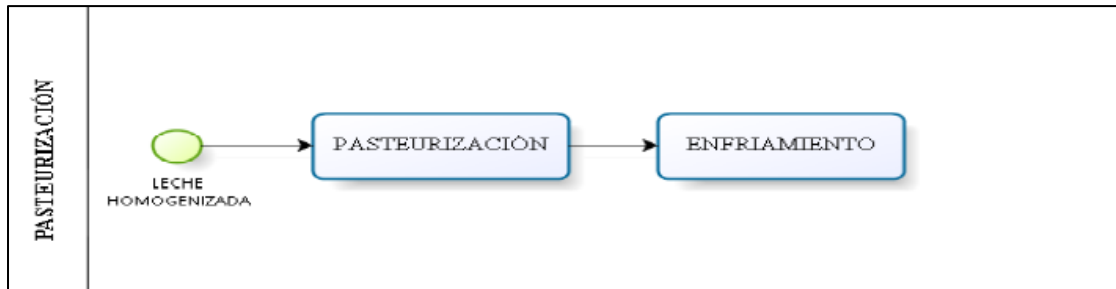 PASTEURIZACIÓN
LECHE
HOMOGENIZADA
PASTEURIZACIÓN
ENFRIAMIENTO